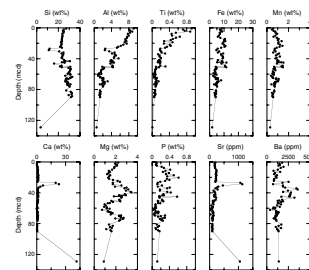 Si (wt%) Al (wt%) Ti (wt%) Fe (wt%) Mn (wt%)
0 20 40 0 4 8 0 0.4 0.8 0 10 20 30 0 2 4
0
40
80
120
Depth (mcd)
Ca (wt%) Mg (wt%) P (wt%) Sr (ppm) Ba (ppm)
0 30 0 2 4 0 0.4 0.8 0 1000 0 2500 5000
0
40
80
120
Depth (mcd)